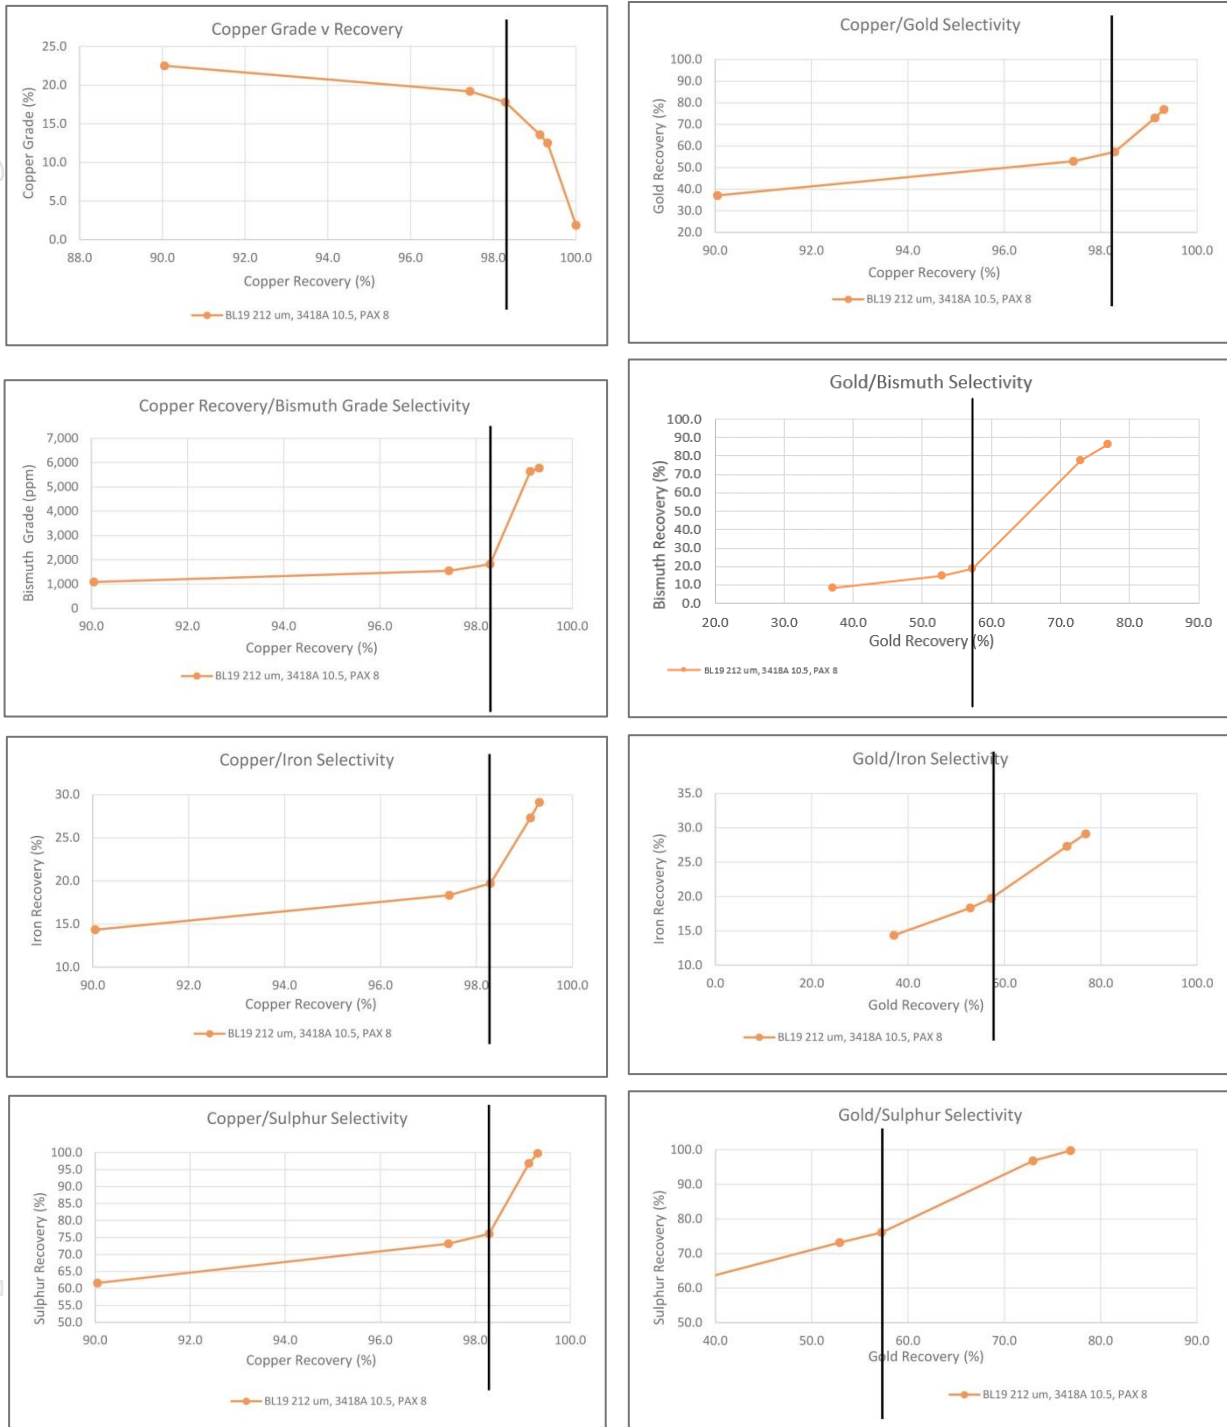 Copper Grade v Recovery
25.0
20.0
15.0
10.0
5.0
0.0
Copper Grade (%)
88.0 90.0 92.0 94.0 96.0 98.0 100.0
Copper Recovery (%)
BL19 212 um, 3418A 10.5, PAX 8
Copper/Gold Selectivity
100.0
90.0
80.0
70.0
60.0
50.0
40.0
30.0
20.0
Gold Recovery (%)
90.0 92.0 94.0 96.0 98.0 100.0
Copper Recovery (%)
BL19 212 um, 3418A 10.5, PAX 8
Copper Recovery/Bismuth Grade Selectivity
7,000
6,000
5,000
4,000
3,000
2,000
1,000
0
Bismuth Grade (ppm)
90.0 92.0 94.0 96.0 98.0 100.0
Copper Recovery (%)
BL19 212 um, 3418A 10.5, PAX 8
Gold/Bismuth Selectivity
100.0
90.0
80.0
70.0
60.0
50.0
40.0
30.0
20.0
10.0
0.0
Bismuth Recovery (%)
20.0 30.0 40.0 50.0 60.0 70.0 80.0 90.0
Gold Recovery (%)
BL19 212 um, 3418A 10.5, PAX 8
Copper/Iron Selectivity
30.0
25.0
20.0
15.0
10.0
Iron Recovery (%)
90.0 92.0 94.0 96.0 98.0 100.0
Copper Recovery (%)
BL19 212 um, 3418A 10.5, PAX 8
Gold/Iron Selectivity
35.0
30.0
25.0
20.0
15.0
10.0
Iron Recovery (%)
0.0 20.0 40.0 60.0 80.0 100.0
Gold Recovery (%)
BL19 212 um, 3418A 10.5, PAX 8
Copper/Sulphur Selectivity
100.0
95.0
90.0
85.0
80.0
75.0
70.0
65.0
60.0
55.0
50.0
Sulphur Recovery (%)
90.0 92.0 94.0 96.0 98.0 100.0
Copper Recovery (%)
BL19 212 um, 3418A 10.5, PAX 8
Gold/Sulphur Selectivity
100.0
90.0
80.0
70.0
60.0
50.0
Sulphur Recovery (%)
40.0 50.0 60.0 70.0 80.0 90.0
Gold Recovery (%)
BL19 212 um, 3418A 10.5, PAX 8